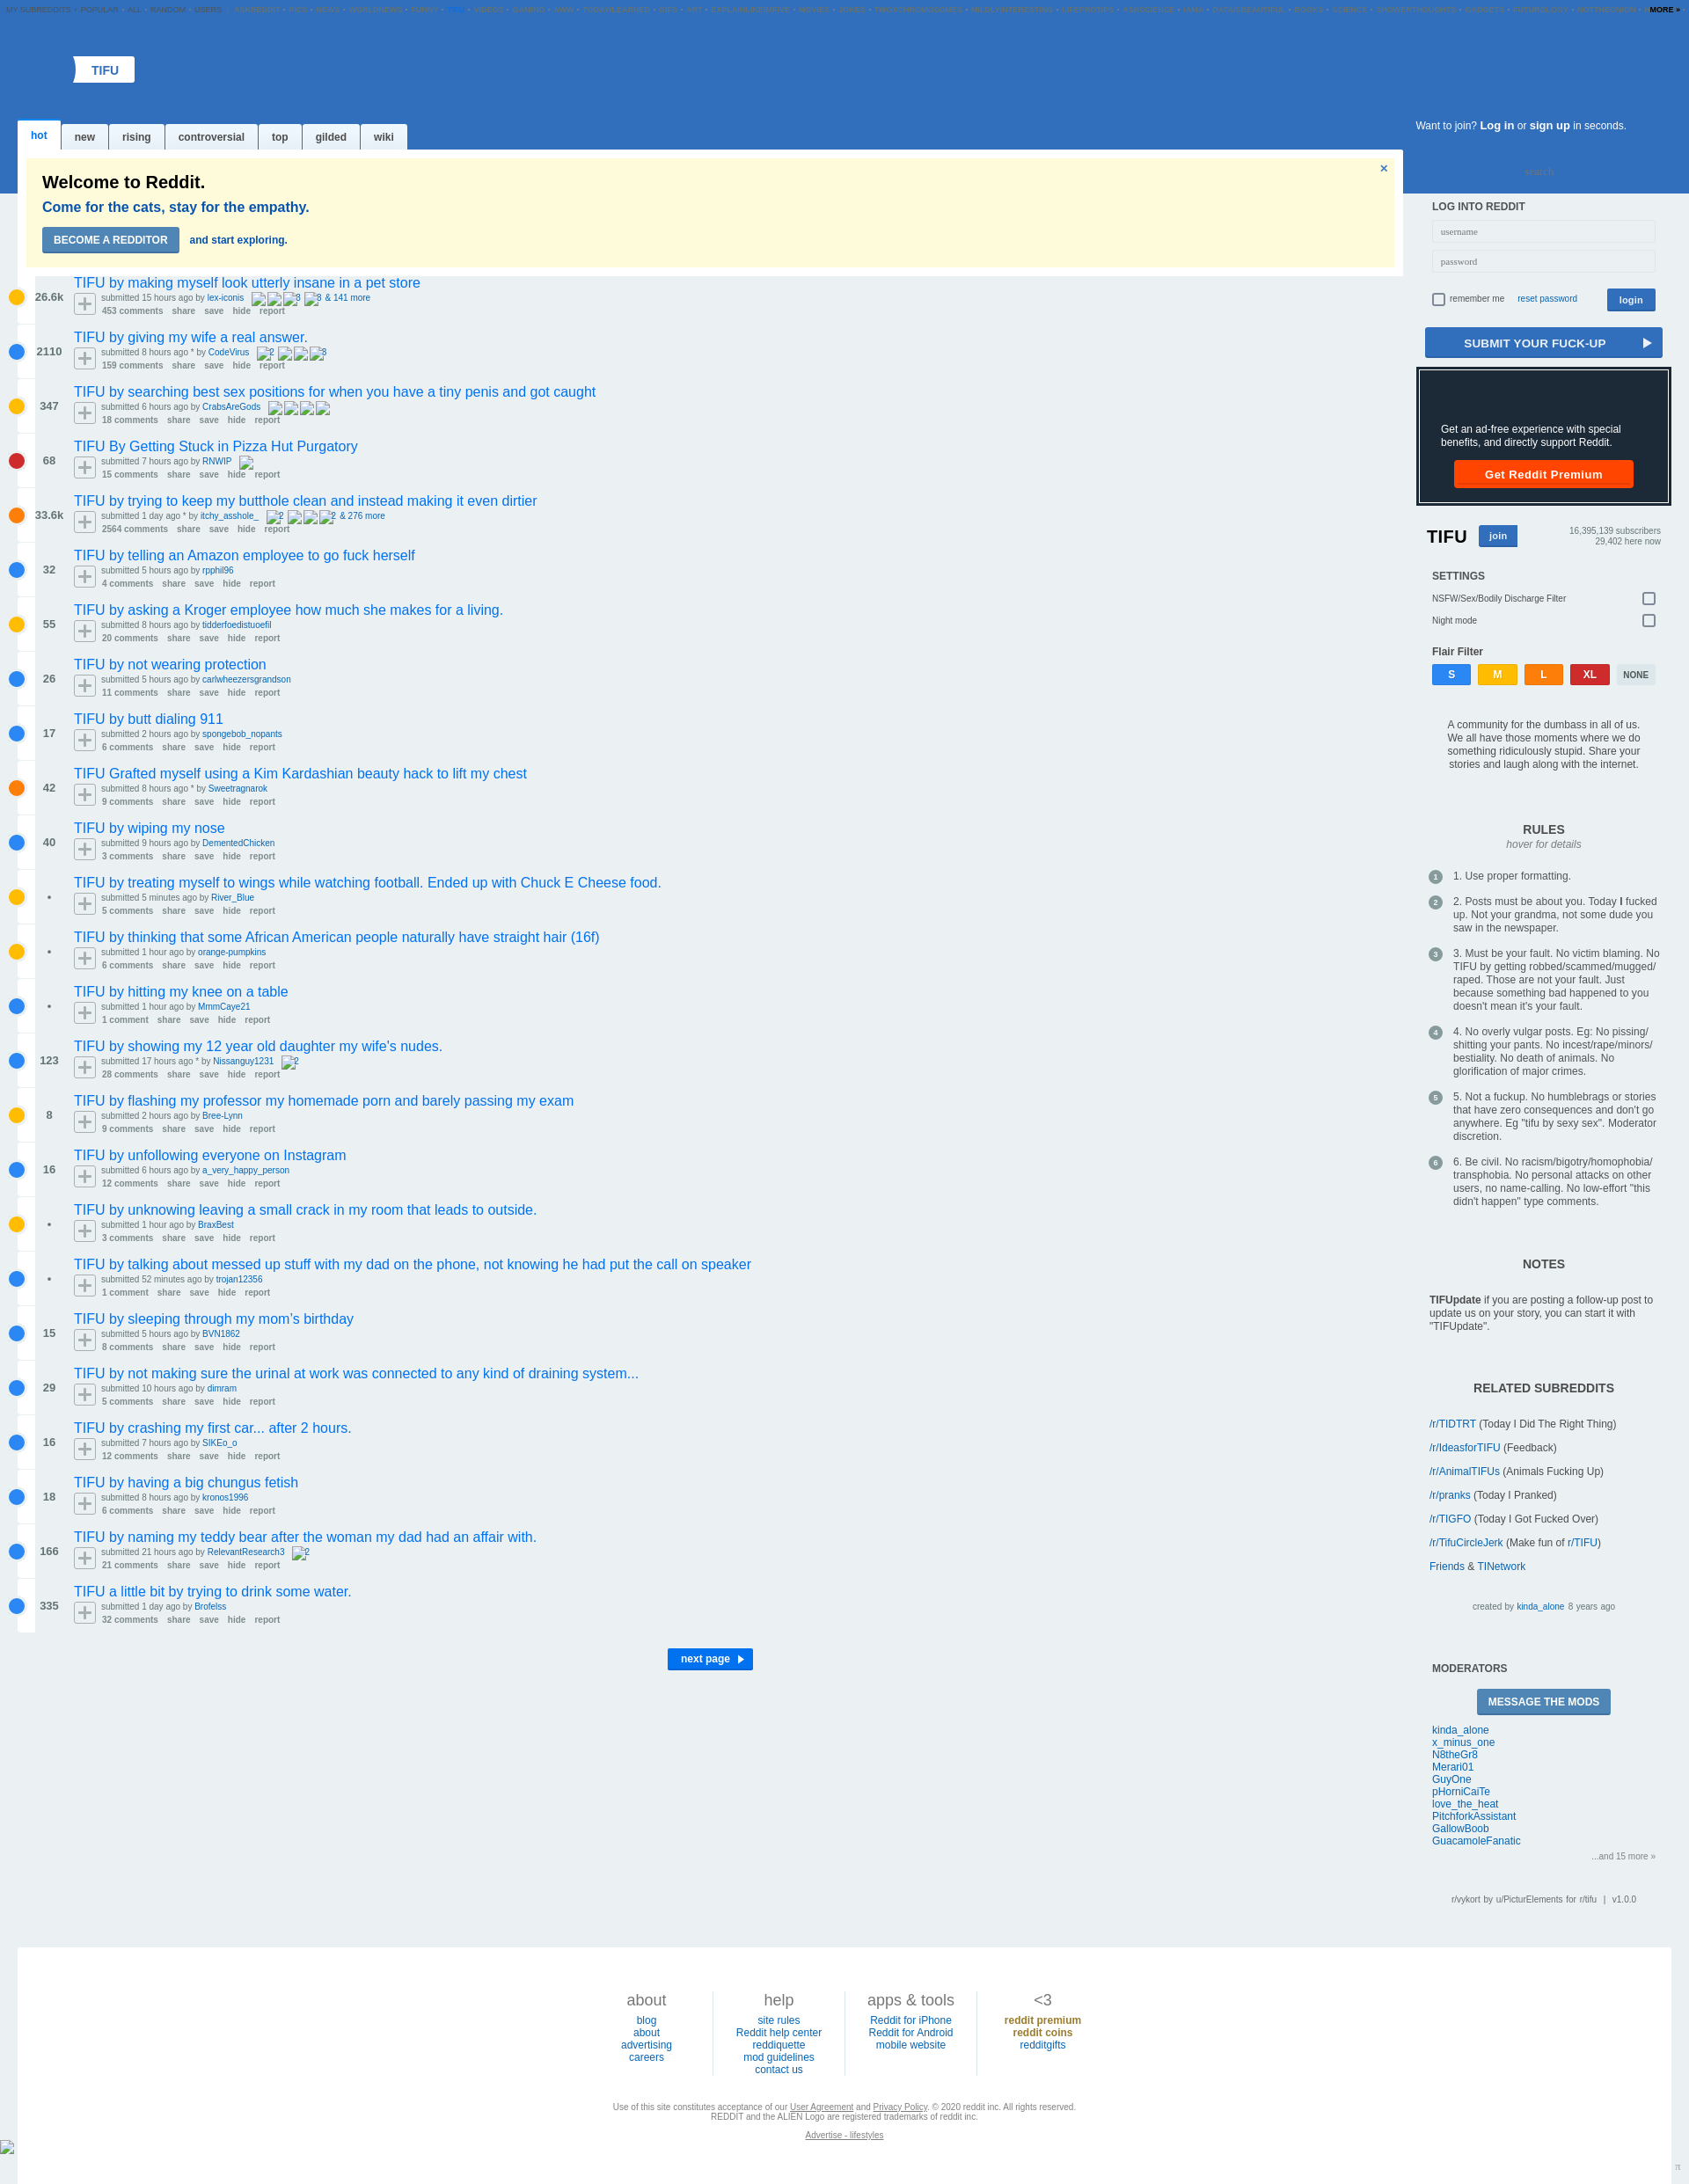 MY SUBREDDITS POPULAR - ALL - RANDOM - USERS
MORE »
TIFU
hot new rising controversial top gilded wiki
Want to join? Log in or sign up in seconds.
search
×
Welcome to Reddit.
Come for the cats, stay for the empathy.
BECOME A REDDITOR and start exploring.
26.6k
TIFU by making myself look utterly insane in a pet store
submitted 15 hours ago by lex-iconis 3 3 & 141 more
453 comments share save hide report
2110
TIFU by giving my wife a real answer.
submitted 8 hours ago * by CodeVirus 2 3
159 comments share save hide report
347
TIFU by searching best sex positions for when you have a tiny penis and got caught
submitted 6 hours ago by CrabsAreGods
18 comments share save hide report
68
TIFU By Getting Stuck in Pizza Hut Purgatory
submitted 7 hours ago by RNWIP
15 comments share save hide report
33.6k
TIFU by trying to keep my butthole clean and instead making it even dirtier
submitted 1 day ago * by itchy_asshole_ 2 2 & 276 more
2564 comments share save hide report
32
TIFU by telling an Amazon employee to go fuck herself
submitted 5 hours ago by rpphil96
4 comments share save hide report
55
TIFU by asking a Kroger employee how much she makes for a living.
submitted 8 hours ago by tidderfoedistuoefil
20 comments share save hide report
26
TIFU by not wearing protection
submitted 5 hours ago by carlwheezersgrandson
11 comments share save hide report
17
TIFU by butt dialing 911
submitted 2 hours ago by spongebob_nopants
6 comments share save hide report
42
TIFU Grafted myself using a Kim Kardashian beauty hack to lift my chest
submitted 8 hours ago * by Sweetragnarok
9 comments share save hide report
40
TIFU by wiping my nose
submitted 9 hours ago by DementedChicken
3 comments share save hide report
•
TIFU by treating myself to wings while watching football. Ended up with Chuck E Cheese food.
submitted 5 minutes ago by River_Blue
5 comments share save hide report
•
TIFU by thinking that some African American people naturally have straight hair (16f)
submitted 1 hour ago by orange-pumpkins
6 comments share save hide report
•
TIFU by hitting my knee on a table
submitted 1 hour ago by MmmCaye21
1 comment share save hide report
123
TIFU by showing my 12 year old daughter my wife's nudes.
submitted 17 hours ago * by Nissanguy1231 2
28 comments share save hide report
8
TIFU by flashing my professor my homemade porn and barely passing my exam
submitted 2 hours ago by Bree-Lynn
9 comments share save hide report
16
TIFU by unfollowing everyone on Instagram
submitted 6 hours ago by a_very_happy_person
12 comments share save hide report
•
TIFU by unknowing leaving a small crack in my room that leads to outside.
submitted 1 hour ago by BraxBest
3 comments share save hide report
•
TIFU by talking about messed up stuff with my dad on the phone, not knowing he had put the call on speaker
submitted 52 minutes ago by trojan12356
1 comment share save hide report
15
TIFU by sleeping through my mom's birthday
submitted 5 hours ago by BVN1862
8 comments share save hide report
29
TIFU by not making sure the urinal at work was connected to any kind of draining system...
submitted 10 hours ago by dimram
5 comments share save hide report
16
TIFU by crashing my first car... after 2 hours.
submitted 7 hours ago by SIKEo_o
12 comments share save hide report
18
TIFU by having a big chungus fetish
submitted 8 hours ago by kronos1996
6 comments share save hide report
166
TIFU by naming my teddy bear after the woman my dad had an affair with.
submitted 21 hours ago by RelevantResearch3 2
21 comments share save hide report
335
TIFU a little bit by trying to drink some water.
submitted 1 day ago by Brofelss
32 comments share save hide report
next page
LOG INTO REDDIT
username
password
remember me reset password login
SUBMIT YOUR FUCK-UP
Get an ad-free experience with special
benefits, and directly support Reddit.
Get Reddit Premium
TIFU join
16,395,139 subscribers
29,402 here now
SETTINGS
NSFW/Sex/Bodily Discharge Filter
Night mode
Flair Filter
S M L XL NONE
A community for the dumbass in all of us.
We all have those moments where we do
something ridiculously stupid. Share your
stories and laugh along with the internet.
RULES
hover for details
1 1. Use proper formatting.
2 2. Posts must be about you. Today I fucked
up. Not your grandma, not some dude you
saw in the newspaper.
3 3. Must be your fault. No victim blaming. No
TIFU by getting robbed/scammed/mugged/
raped. Those are not your fault. Just
because something bad happened to you
doesn't mean it's your fault.
4 4. No overly vulgar posts. Eg: No pissing/
shitting your pants. No incest/rape/minors/
bestiality. No death of animals. No
glorification of major crimes.
5 5. Not a fuckup. No humblebrags or stories
that have zero consequences and don't go
anywhere. Eg "tifu by sexy sex". Moderator
discretion.
6 6. Be civil. No racism/bigotry/homophobia/
transphobia. No personal attacks on other
users, no name-calling. No low-effort "this
didn't happen" type comments.
NOTES
TIFUpdate if you are posting a follow-up post to
update us on your story, you can start it with
"TIFUpdate".
RELATED SUBREDDITS
/r/TIDTRT (Today I Did The Right Thing)
/r/IdeasforTIFU (Feedback)
/r/AnimalTIFUs (Animals Fucking Up)
/r/pranks (Today I Pranked)
/r/TIGFO (Today I Got Fucked Over)
/r/TifuCircleJerk (Make fun of r/TIFU)
Friends & TINetwork
created by kinda_alone 8 years ago
MODERATORS
MESSAGE THE MODS
kinda_alone
x_minus_one
N8theGr8
Merari01
GuyOne
pHorniCaiTe
love_the_heat
PitchforkAssistant
GallowBoob
GuacamoleFanatic
...and 15 more »
r/vykort by u/PicturElements for r/tifu | v1.0.0
about
blog
about
advertising
careers
help
site rules
Reddit help center
reddiquette
mod guidelines
contact us
apps & tools
Reddit for iPhone
Reddit for Android
mobile website
<3
reddit premium
reddit coins
redditgifts
Use of this site constitutes acceptance of our User Agreement and Privacy Policy. © 2020 reddit inc. All rights reserved.
REDDIT and the ALIEN Logo are registered trademarks of reddit inc.
Advertise - lifestyles
π